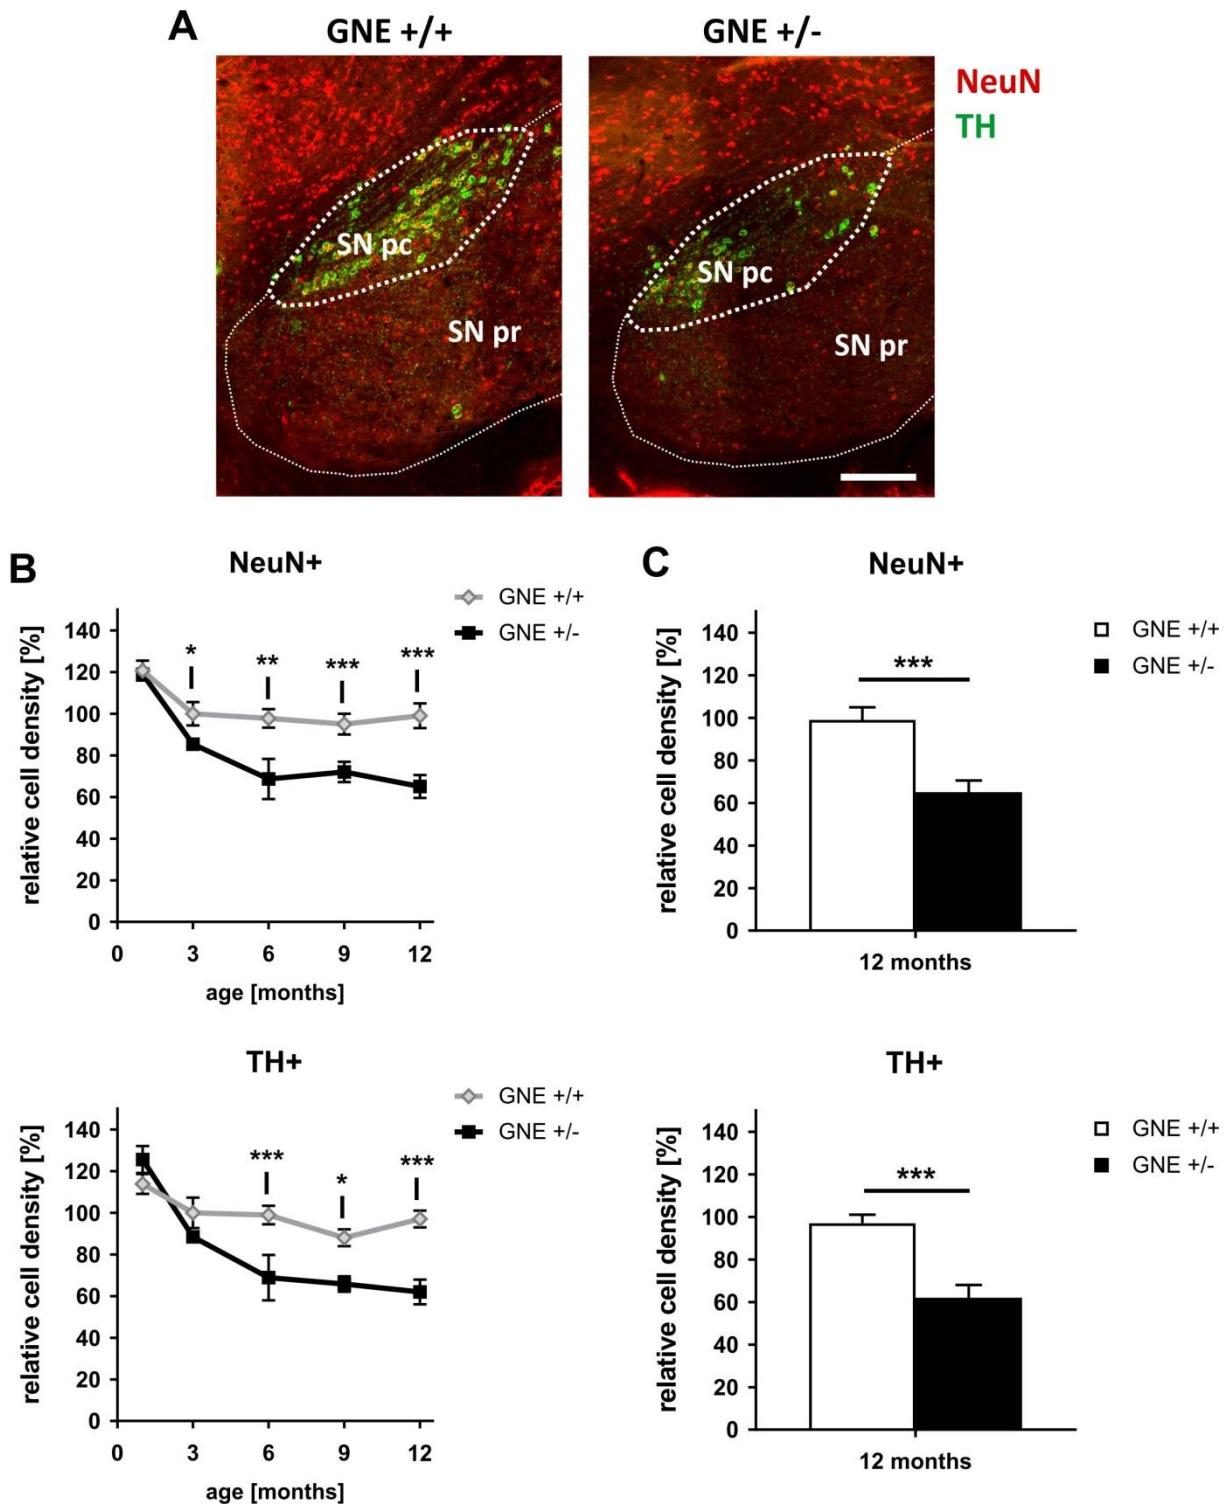 A
GNE +/+
GNE +/-
NeuN
TH
SN pc
SN pr
SN pc
SN pr
B
NeuN+
GNE +/+
GNE +/-
relative cell density [%]
140
120
100
80
60
40
20
0
* ** *** ***
0 3 6 9 12
age [months]
C
NeuN+
GNE +/+
GNE +/-
relative cell density [%]
140
120
100
80
60
40
20
0
***
12 months
TH+
GNE +/+
GNE +/-
relative cell density [%]
140
120
100
80
60
40
20
0
*** * ***
0 3 6 9 12
age [months]
TH+
GNE +/+
GNE +/-
relative cell density [%]
140
120
100
80
60
40
20
0
***
12 months